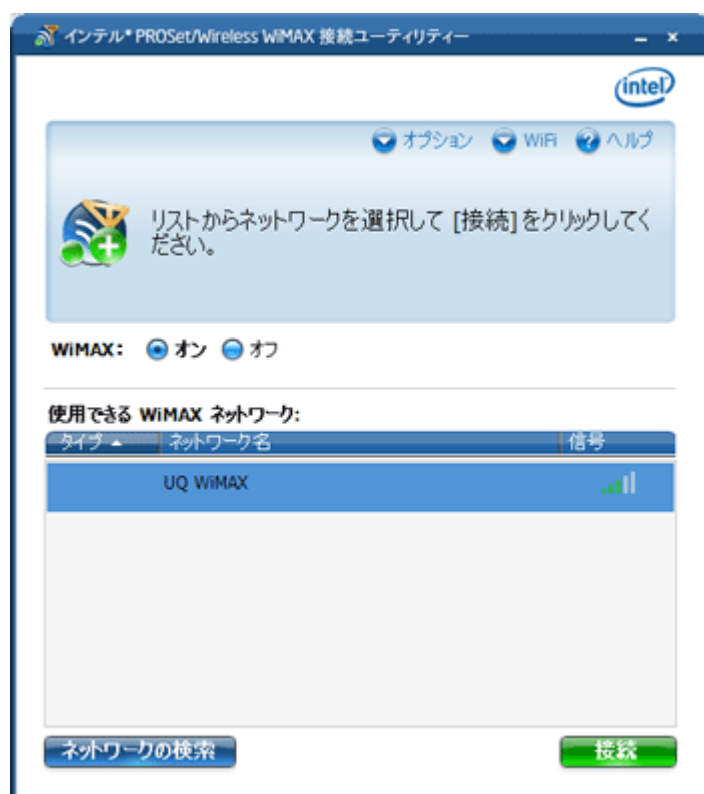 インテル* PROSet/Wireless WiMAX 接続ユーティリティー
intel
オプション WiFi ヘルプ
リストからネットワークを選択して [接続] をクリックしてく
ださい。
WiMAX: オン オフ
使用できる WiMAX ネットワーク:
タイプ ネットワーク名 信号
UQ WiMAX
ネットワークの検索 接続